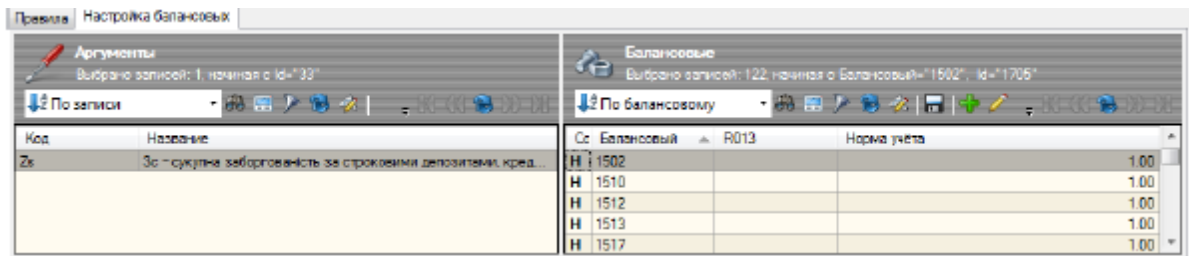 Правила Настройка балансовых
Аргументы
Выбрано записей: 1, начиная с Id="33"
По записи
Код Название
Zs Зс - сукупна заборгованість за строковими депозитами, кред...
Балансовые
Выбрано записей: 122, начиная с Балансовый="1502", Id="1705"
По балансовому
Сс Балансовый R013 Норма учёта
Н 1502 1.00
Н 1510 1.00
Н 1512 1.00
Н 1513 1.00
Н 1517 1.00